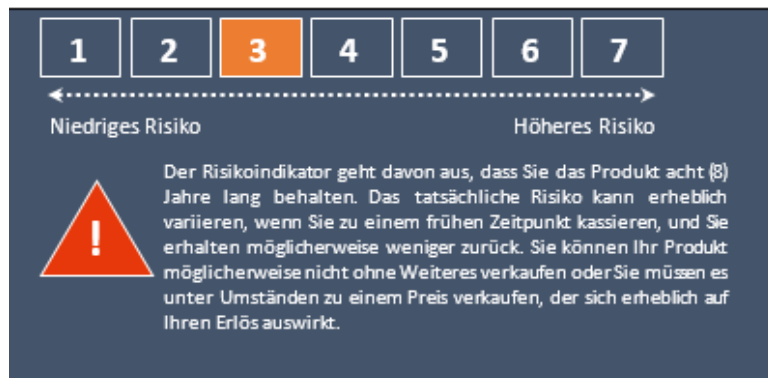 1 2 3 4 5 6 7
Niedriges Risiko Höheres Risiko
Der Risikoindikator geht davon aus, dass Sie das Produkt acht (8)
Jahre lang behalten. Das tatsächliche Risiko kann erheblich
variieren, wenn Sie zu einem frühen Zeitpunkt kassieren, und Sie
erhalten möglicherweise weniger zurück. Sie können Ihr Produkt
möglicherweise nicht ohne Weiteres verkaufen oder Sie müssen es
unter Umständen zu einem Preis verkaufen, der sich erheblich auf
Ihren Erlös auswirkt.
!